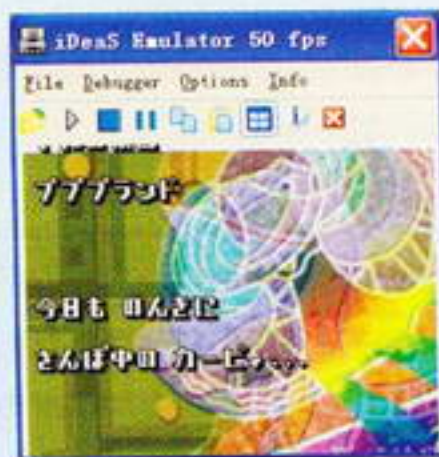 iDeaS Emulator 50 fps
File Debugger Options Info
プププランド
今日も のんきに
さんぽ中の カービィ...